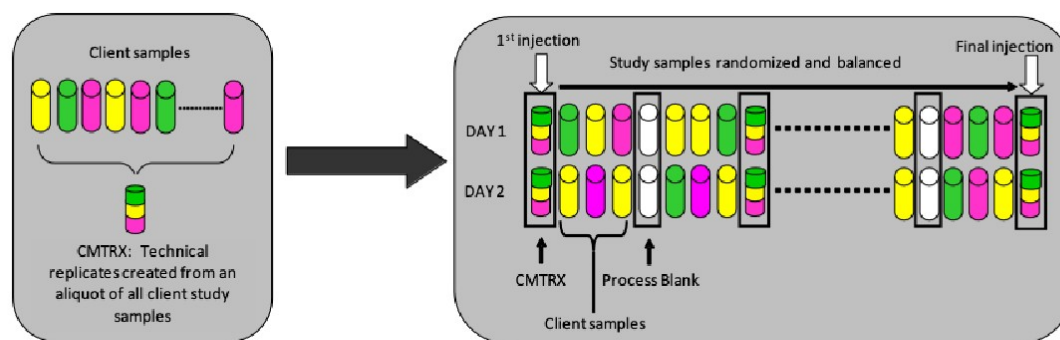 Client samples
CMTRX: Technical
replicates created from an
aliquot of all client study
samples
1st injection
Final injection
Study samples randomized and balanced
DAY 1
DAY 2
CMTRX
Process Blank
Client samples